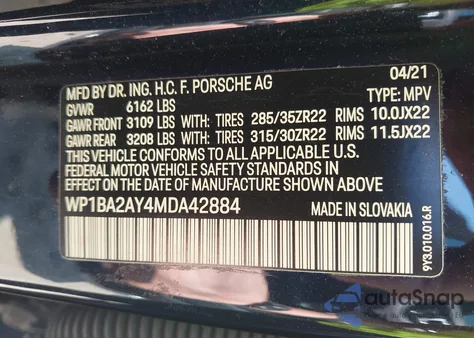 MFD BY DR. ING. H.C. F. PORSCHE AG 04/21
GVWR 6162 LBS TYPE: MPV
GAWR FRONT 3109 LBS WITH: TIRES 285/35ZR22 RIMS 10.0JX22
GAWR REAR 3208 LBS WITH: TIRES 315/30ZR22 RIMS 11.5JX22
THIS VEHICLE CONFORMS TO ALL APPLICABLE U.S.
FEDERAL MOTOR VEHICLE SAFETY STANDARDS IN
EFFECT ON THE DATE OF MANUFACTURE SHOWN ABOVE.
WP1BA2AY4MDA42884 MADE IN SLOVAKIA
9Y3.010.016.R
autoSnap